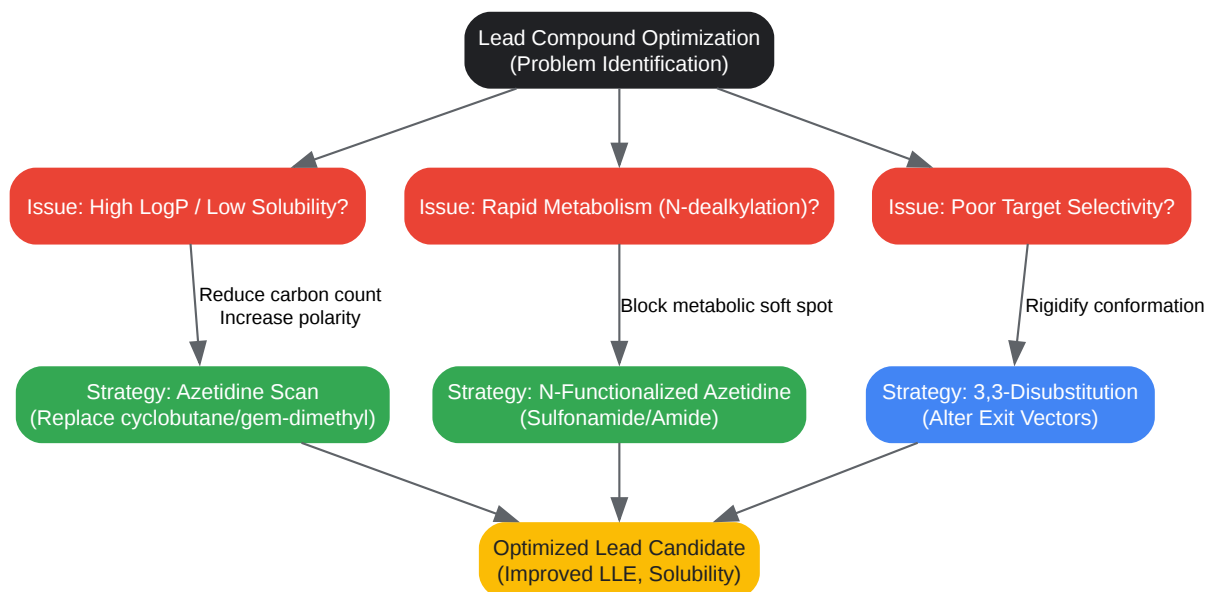 Lead Compound Optimization
(Problem Identification)
Issue: High LogP / Low Solubility?
Issue: Rapid Metabolism (N-dealkylation)?
Issue: Poor Target Selectivity?
Reduce carbon count
Increase polarity
Block metabolic soft spot
Rigidify conformation
Strategy: Azetidine Scan
(Replace cyclobutane/gem-dimethyl)
Strategy: N-Functionalized Azetidine
(Sulfonamide/Amide)
Strategy: 3,3-Disubstitution
(Alter Exit Vectors)
Optimized Lead Candidate
(Improved LLE, Solubility)